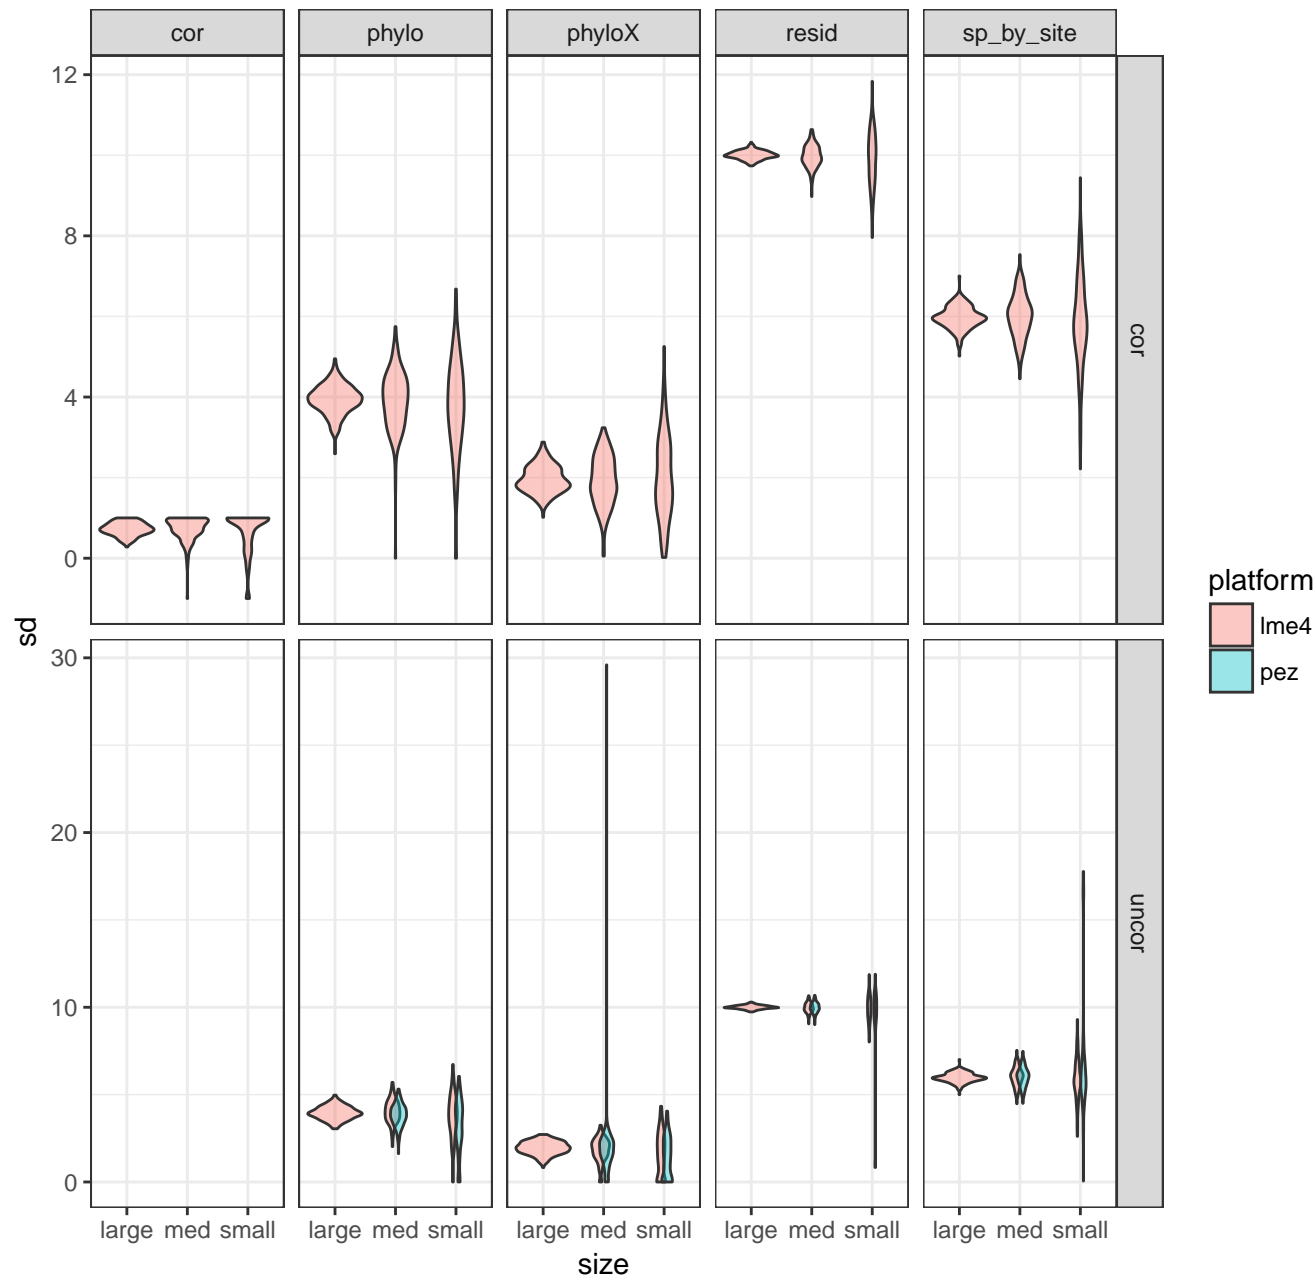 cor phylo phyloX resid sp_by_site
12
8
4
0
cor
sd
30
20
10
0
uncor
large med small large med small large med small large med small large med small
size
platform
lme4
pez